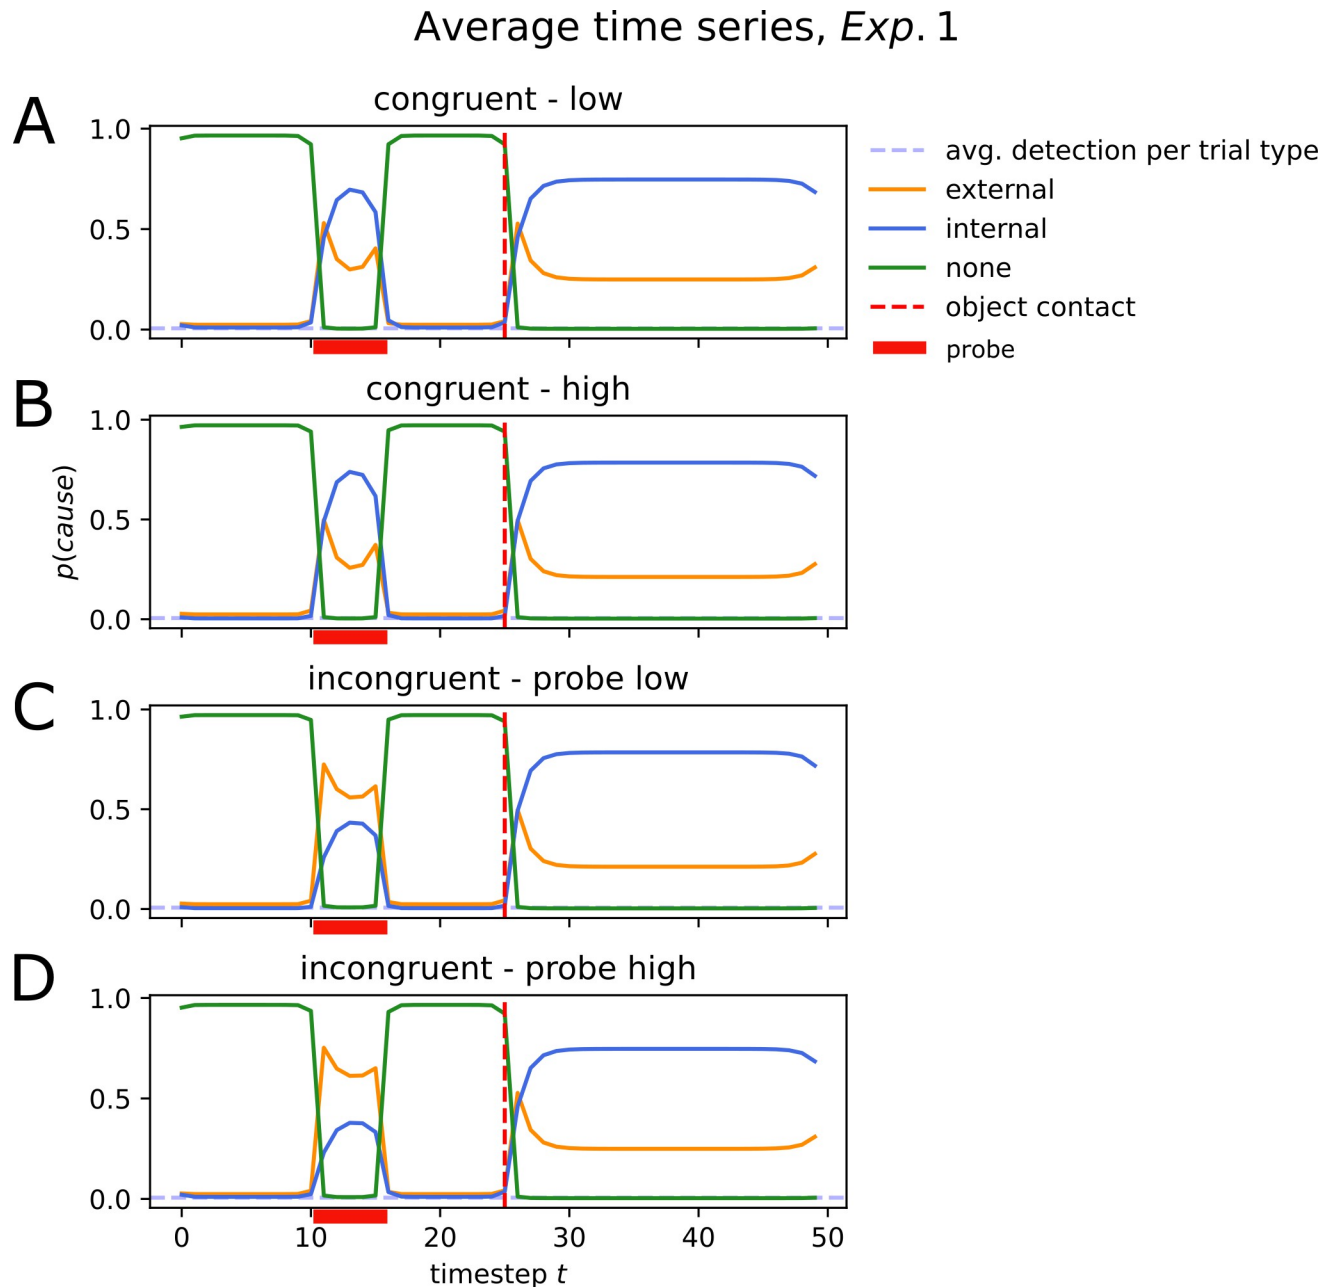 Average time series, Exp. 1
A
congruent - low
1.0
0.5
0.0
avg. detection per trial type
external
internal
none
object contact
probe
B
congruent - high
1.0
0.5
0.0
p(cause)
C
incongruent - probe low
1.0
0.5
0.0
D
incongruent - probe high
1.0
0.5
0.0
0 10 20 30 40 50
timestep t